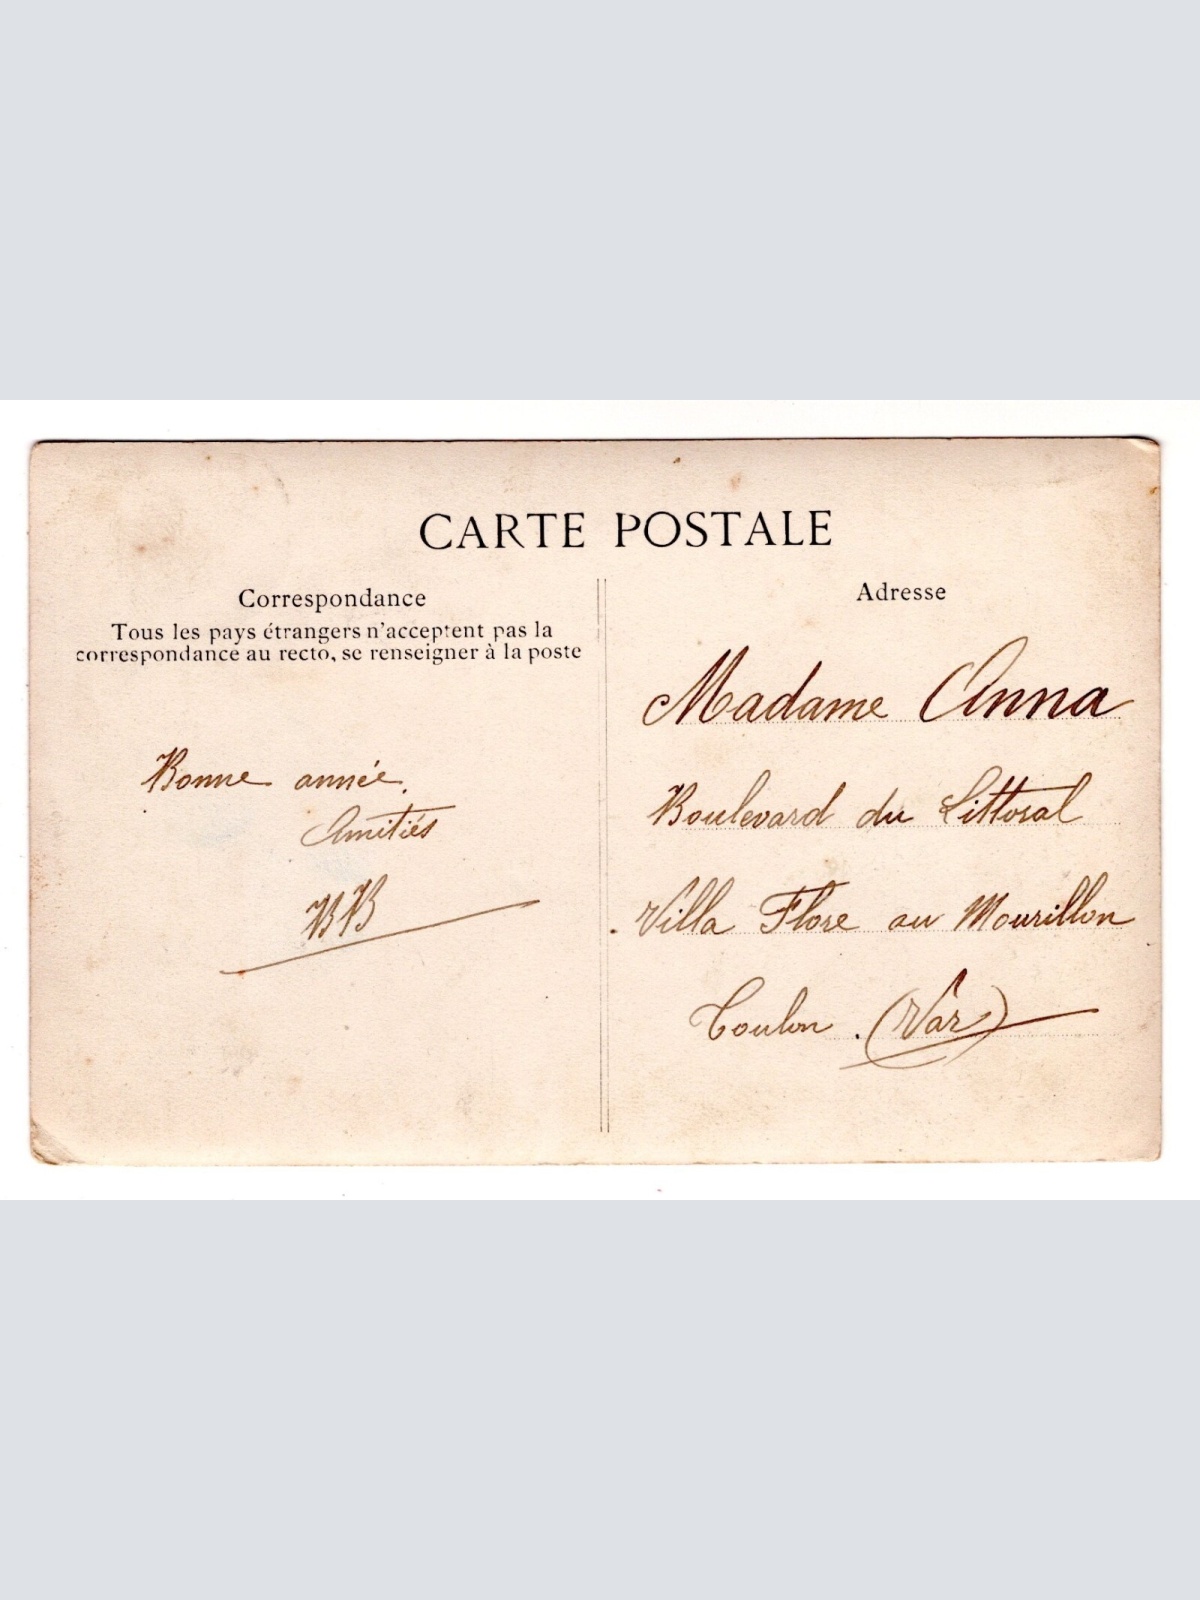 CARTE POSTALE
Correspondance
Tous les pays étrangers n'acceptent pas la
correspondance au recto, se renseigner à la poste
Bonne année.
Amitiés
BB
Adresse
Madame Anna
Boulevard du Littoral
Villa Flore au Mourillon
Toulon . (Var)